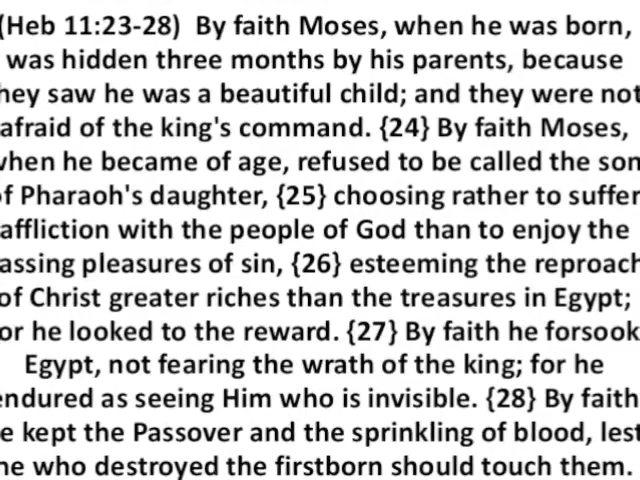 (Heb 11:23-28) By faith Moses, when he was born,
was hidden three months by his parents, because
hey saw he was a beautiful child; and they were not
afraid of the king's command. {24} By faith Moses,
when he became of age, refused to be called the son
of Pharaoh's daughter, {25} choosing rather to suffer
affliction with the people of God than to enjoy the
assing pleasures of sin, {26} esteeming the reproach
of Christ greater riches than the treasures in Egypt;
or he looked to the reward. {27} By faith he forsook
Egypt, not fearing the wrath of the king; for he
endured as seeing Him who is invisible. {28} By faith
e kept the Passover and the sprinkling of blood, lest
he who destroyed the firstborn should touch them.